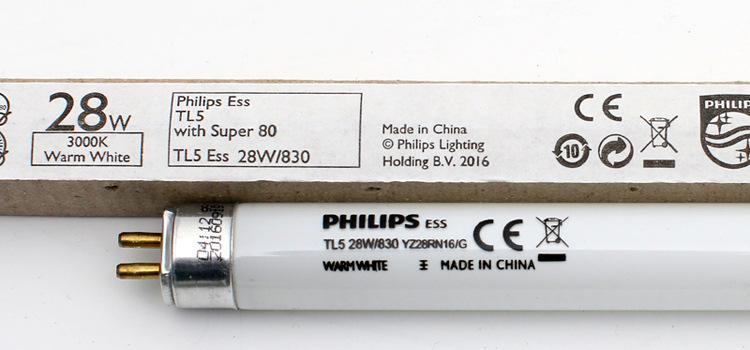 28W
3000K
Warm White
Philips Ess
TL5
with Super 80
TL5 Ess 28W/830
Made in China
© Philips Lighting
Holding B.V. 2016
CE
10
PHILIPS
PHILIPS ESS
TL5 28W/830 YZ28RN16/G
WARM WHITE
MADE IN CHINA
CE